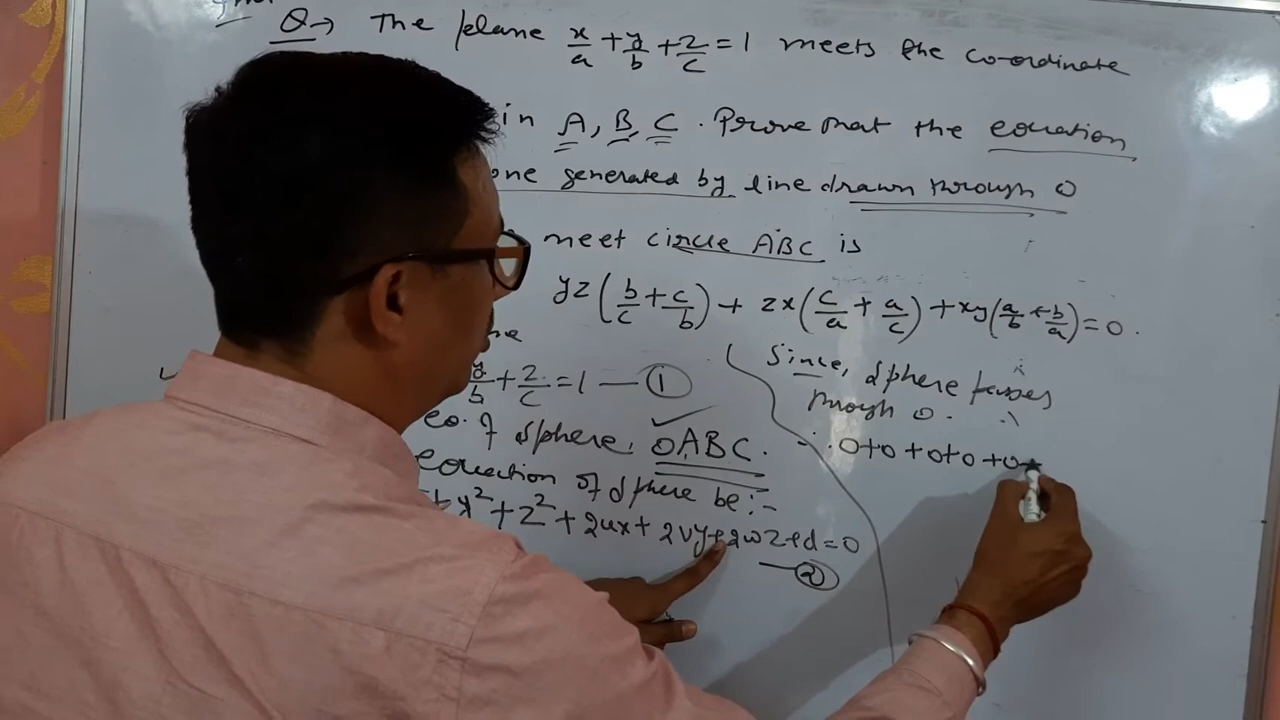 Q→ The plane x/a + y/b + z/c = 1 meets the Co-ordinate
in A, B, C. Prove that the equation
one generated by line drawn through O
meet circle ABC is
yz(b/c + c/b) + zx(c/a + a/c) + xy(a/b + b/a) = 0.
y/b + z/c = 1 — ①
eq. of sphere OABC.
equation of sphere be:-
+ y² + z² + 2ux + 2vy + 2wz + d = 0
— ②
Since, sphere passes
through O.
∴ 0+0+0+0+0+